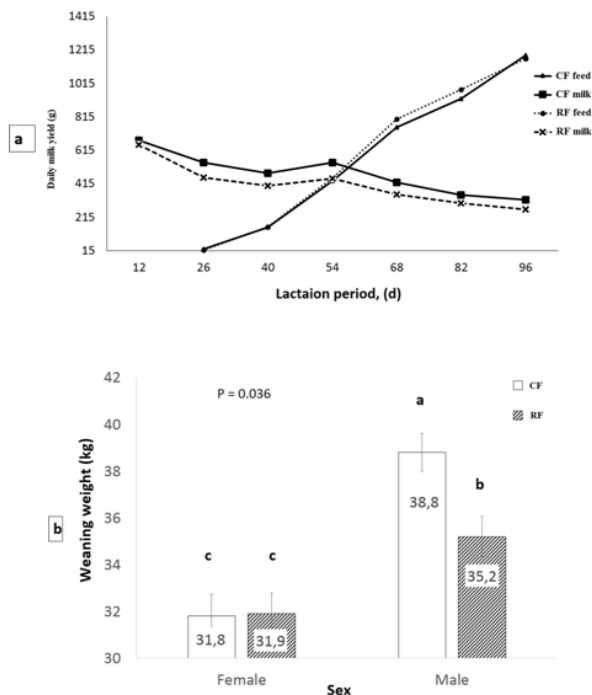 1415
1215
1015
815
615
415
215
15
Daily milk yield (g)
a
CF feed
CF milk
RF feed
RF milk
12 26 40 54 68 82 96
Lactaion period, (d)
42
40
38
36
34
32
30
Weaning weight (kg)
b
P = 0.036
CF
RF
a
b
c c
38,8
35,2
31,8 31,9
Female Male
Sex